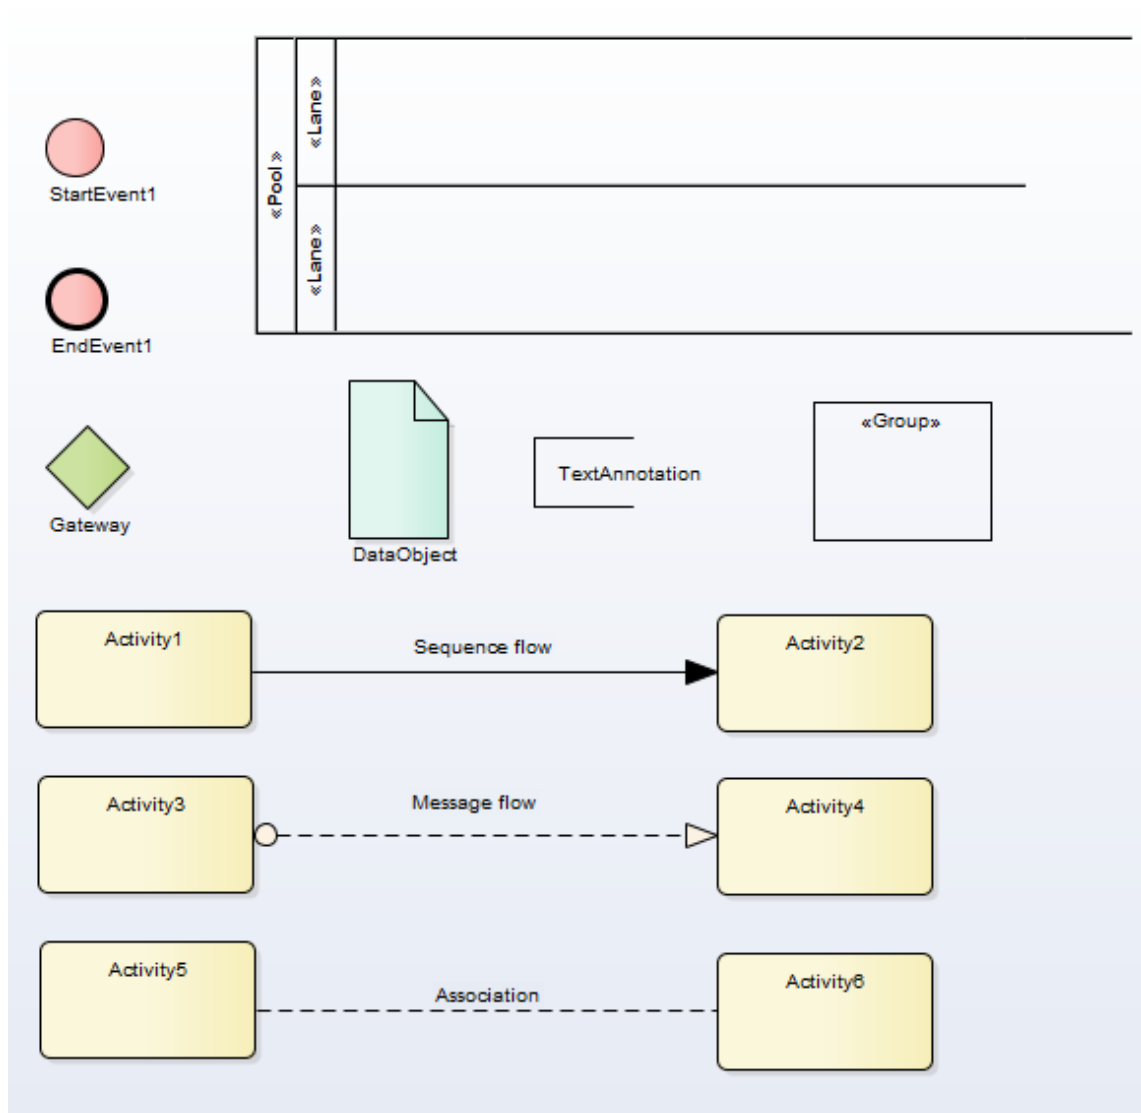 «Pool»
«Lane»
«Lane»
StartEvent1
EndEvent1
Gateway
DataObject
TextAnnotation
«Group»
Activity1
Sequence flow
Activity2
Activity3
Message flow
Activity4
Activity5
Association
Activity6